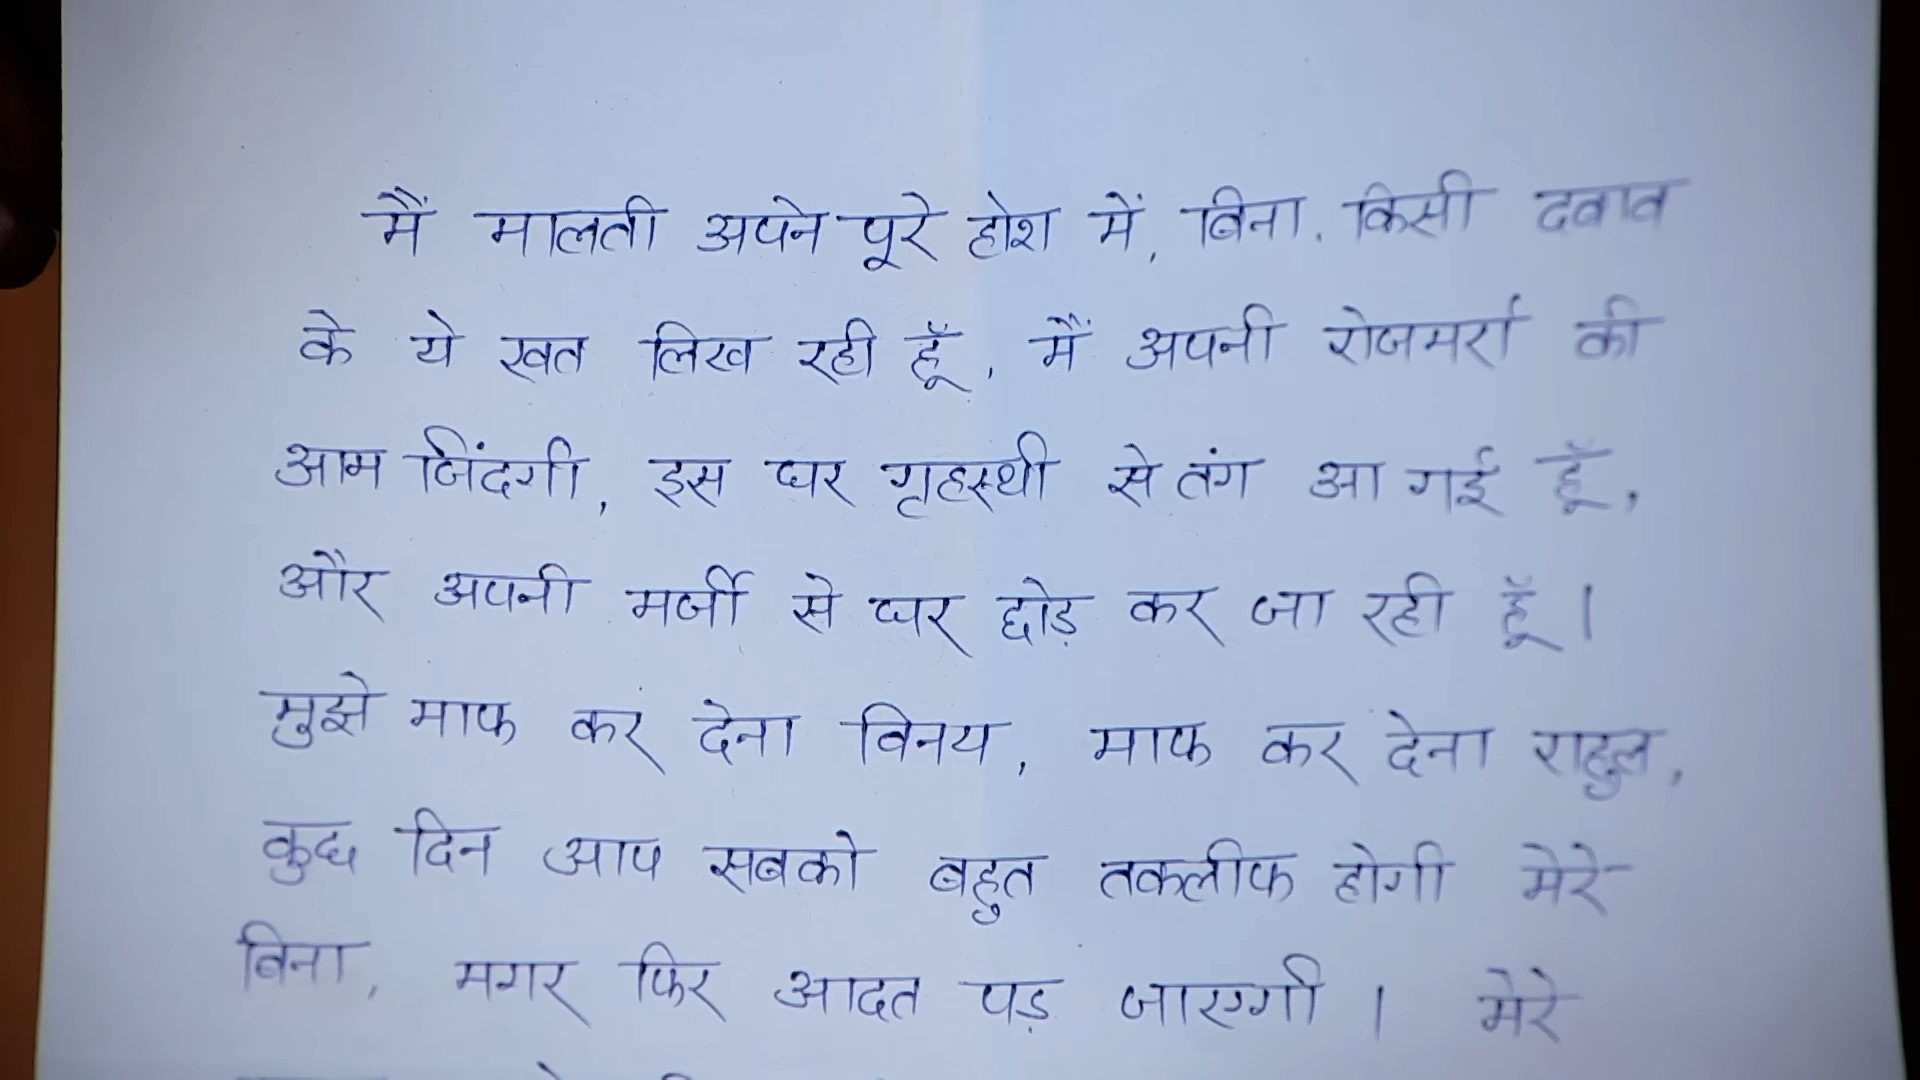 मैं मालती अपने पूरे होश में, बिना. किसी दबाव
के ये खत लिख रही हूँ, मैं अपनी रोजमर्रा की
आम जिंदगी, इस घर गृहस्थी से तंग आ गई हूँ,
और अपनी मर्जी से घर छोड़ कर जा रही हूँ।
मुझे माफ कर देना विनय, माफ कर देना राहुल,
कुछ दिन आप सबको बहुत तकलीफ होगी मेरे
बिना, मगर फिर आदत पड़ जाएगी। मेरे